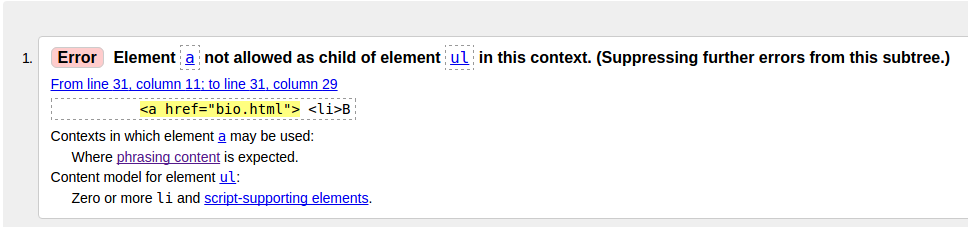 1. Error Element a not allowed as child of element ul in this context. (Suppressing further errors from this subtree.)
From line 31, column 11; to line 31, column 29
<a href="bio.html"> <li>B
Contexts in which element a may be used:
Where phrasing content is expected.
Content model for element ul:
Zero or more li and script-supporting elements.